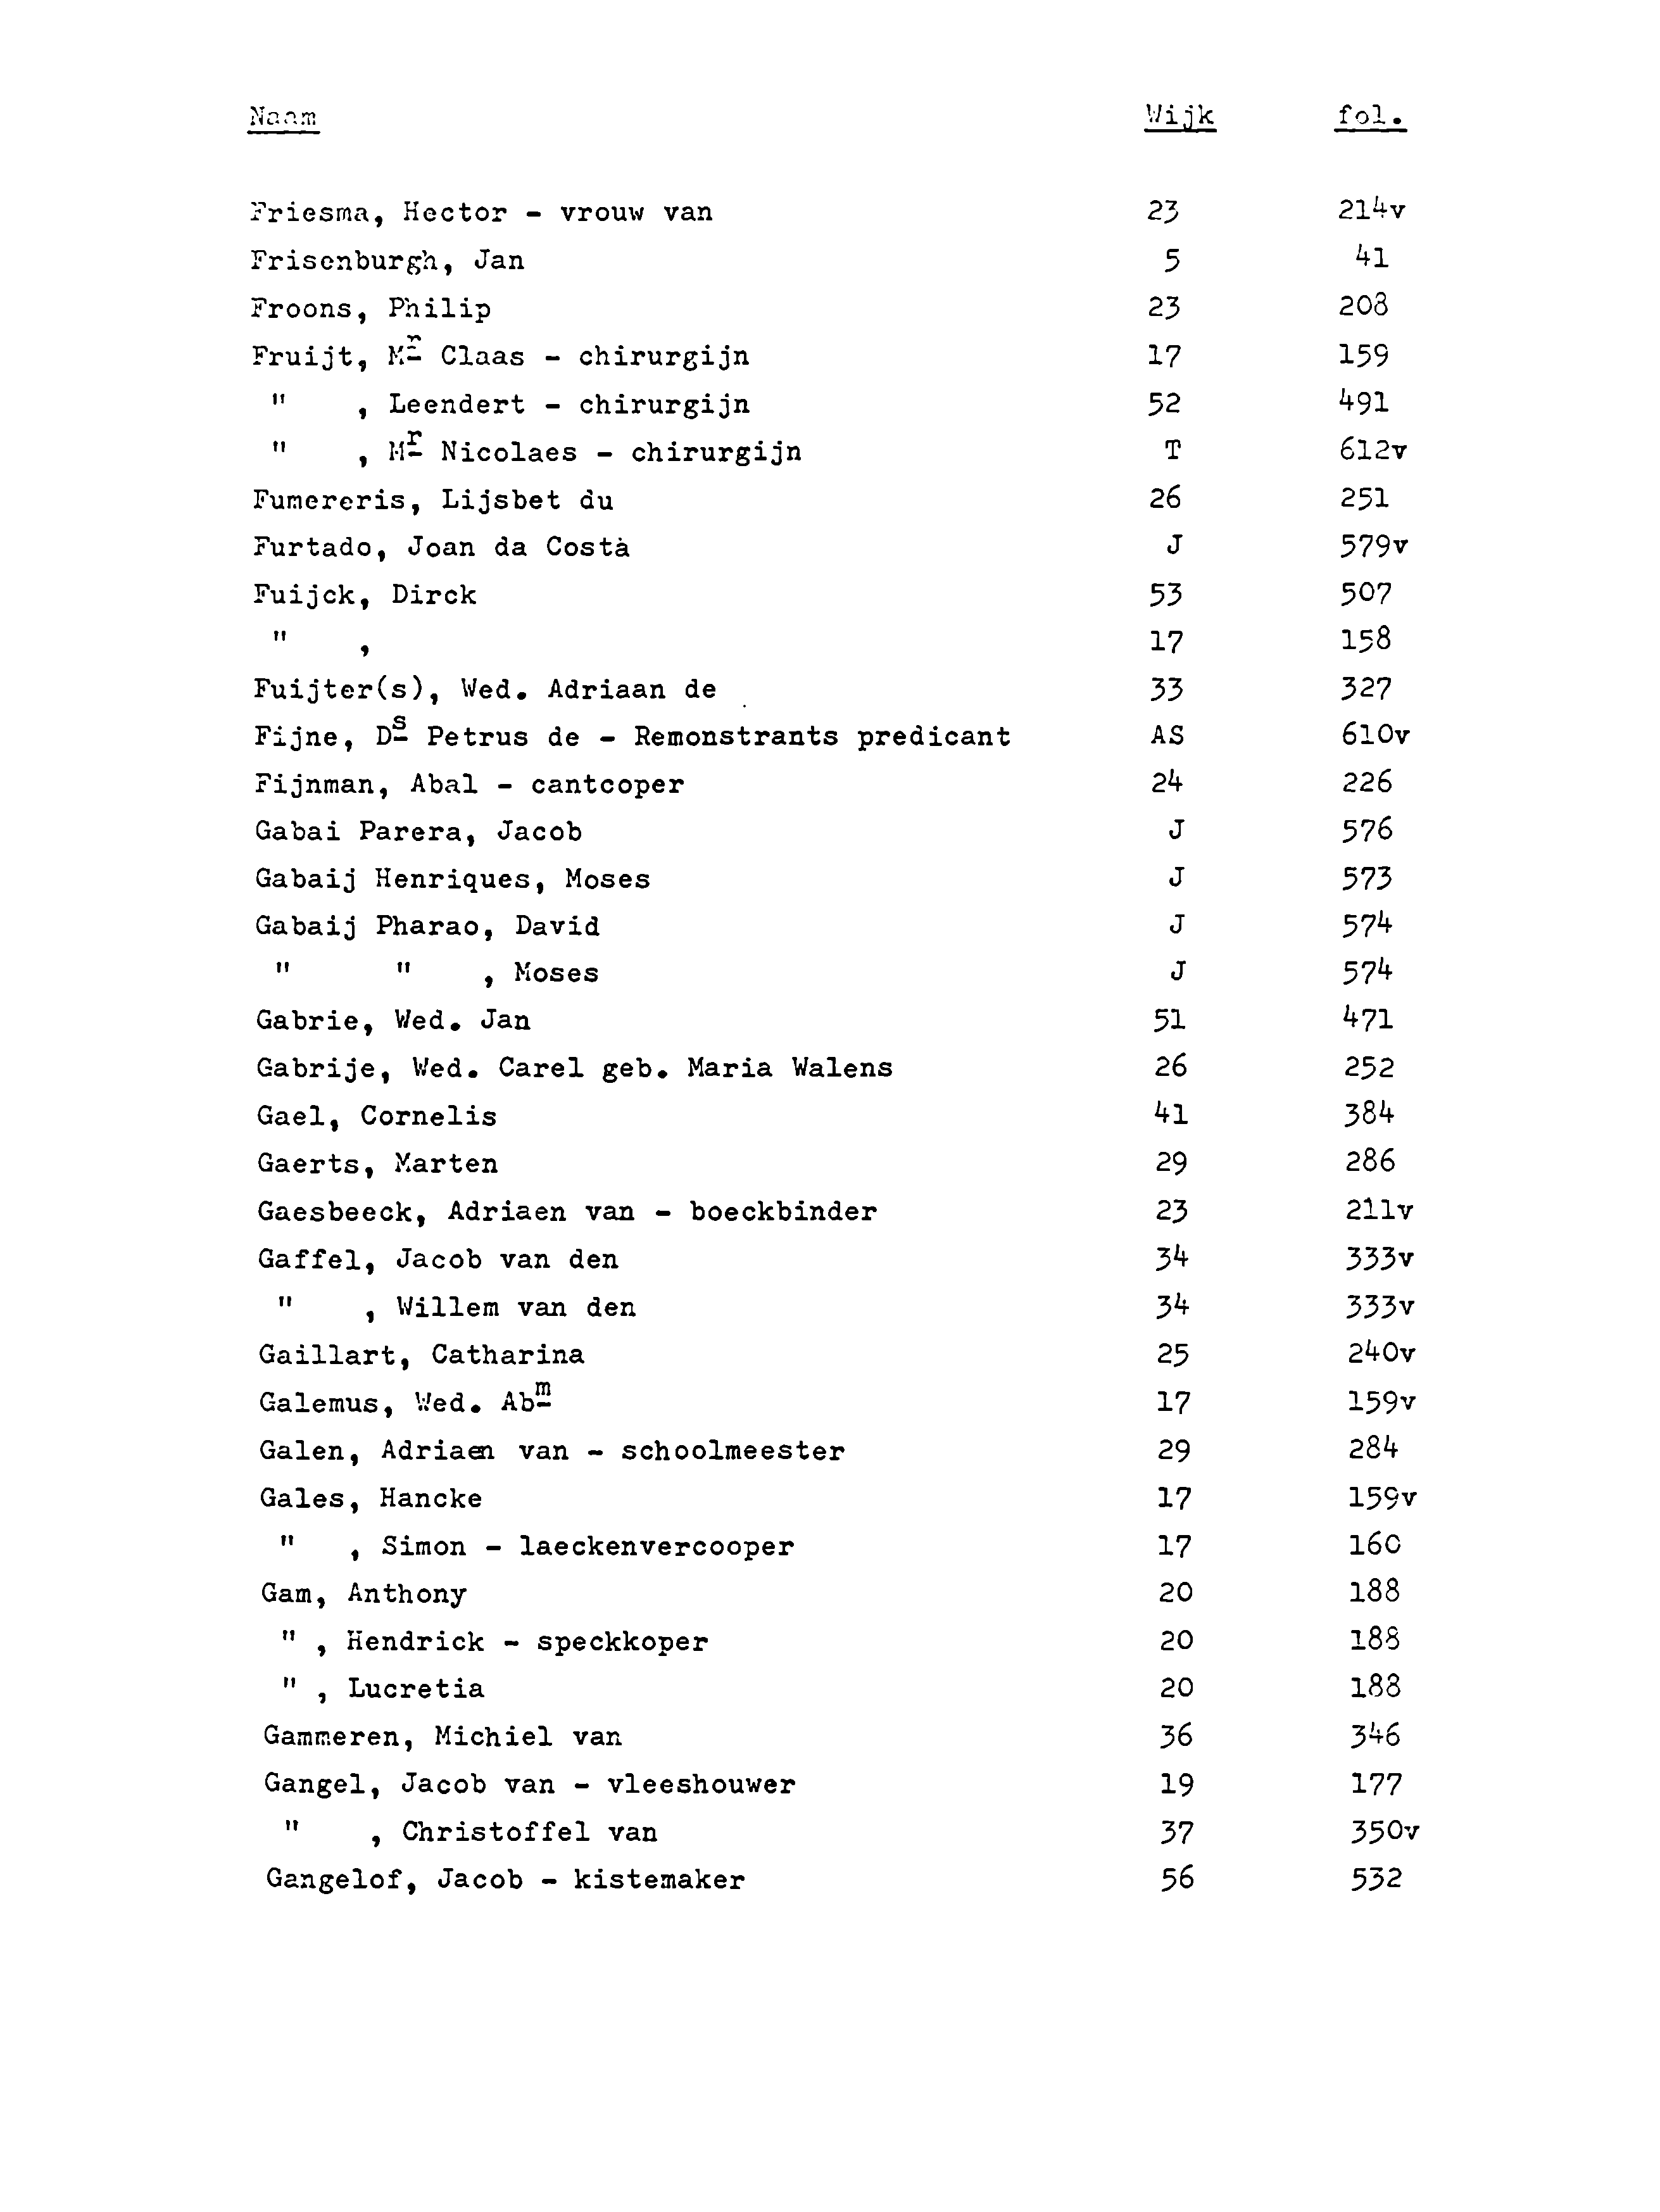 Naam Wijk fol.
Friesma, Hector - vrouw van 23 214v
Frisenburgh, Jan 5 41
Froons, Philip 23 208
Fruijt, Mr Claas - chirurgijn 17 159
" , Leendert - chirurgijn 52 491
" , Mr Nicolaes - chirurgijn T 612v
Fumereris, Lijsbet du 26 251
Furtado, Joan da Costà J 579v
Fuijck, Dirck 53 507
" , 17 158
Fuijter(s), Wed. Adriaan de 33 327
Fijne, Ds Petrus de - Remonstrants predicant AS 610v
Fijnman, Abal - cantcoper 24 226
Gabai Parera, Jacob J 576
Gabaij Henriques, Moses J 573
Gabaij Pharao, David J 574
" " , Moses J 574
Gabrie, Wed. Jan 51 471
Gabrije, Wed. Carel geb. Maria Walens 26 252
Gael, Cornelis 41 384
Gaerts, Marten 29 286
Gaesbeeck, Adriaen van - boeckbinder 23 211v
Gaffel, Jacob van den 34 333v
" , Willem van den 34 333v
Gaillart, Catharina 25 240v
Galemus, Wed. Abm 17 159v
Galen, Adriaen van - schoolmeester 29 284
Gales, Hancke 17 159v
" , Simon - laeckenvercooper 17 160
Gam, Anthony 20 188
" , Hendrick - speckkoper 20 188
" , Lucretia 20 188
Gammeren, Michiel van 36 346
Gangel, Jacob van - vleeshouwer 19 177
" , Christoffel van 37 350v
Gangelof, Jacob - kistemaker 56 532